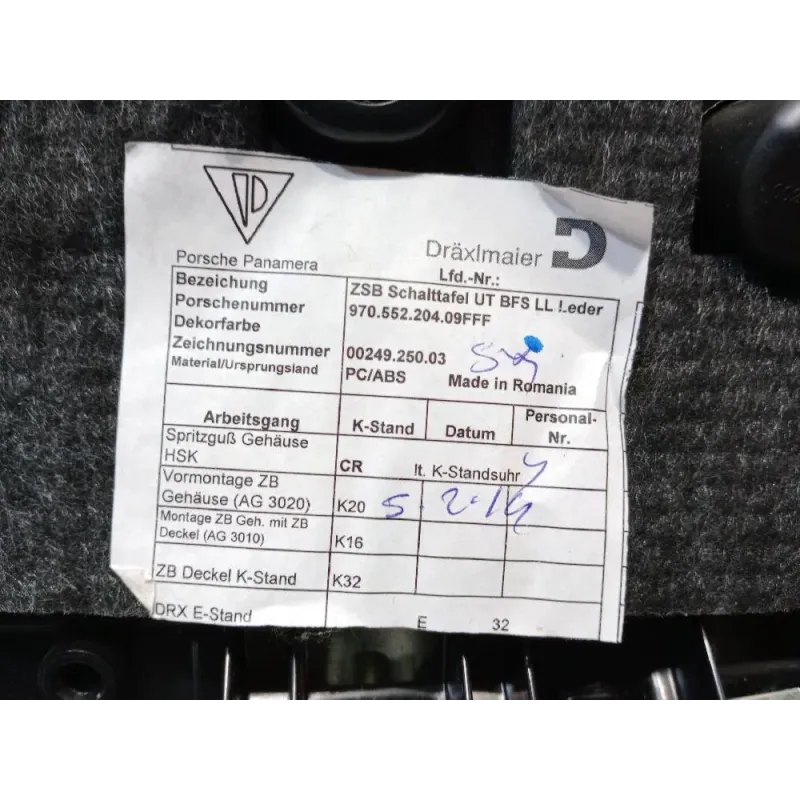 Porsche Panamera
Dräxlmaier
Lfd.-Nr.:
Bezeichung ZSB Schalttafel UT BFS LL Leder
Porschenummer 970.552.204.09FFF
Dekorfarbe
Zeichnungsnummer 00249.250.03
Material/Ursprungsland PC/ABS Made in Romania
Arbeitsgang K-Stand Datum Personal-Nr.
Spritzguß Gehäuse
HSK CR lt. K-Standsuhr
Vormontage ZB
Gehäuse (AG 3020) K20 5. 2.14
Montage ZB Geh. mit ZB
Deckel (AG 3010) K16
ZB Deckel K-Stand K32
DRX E-Stand E 32